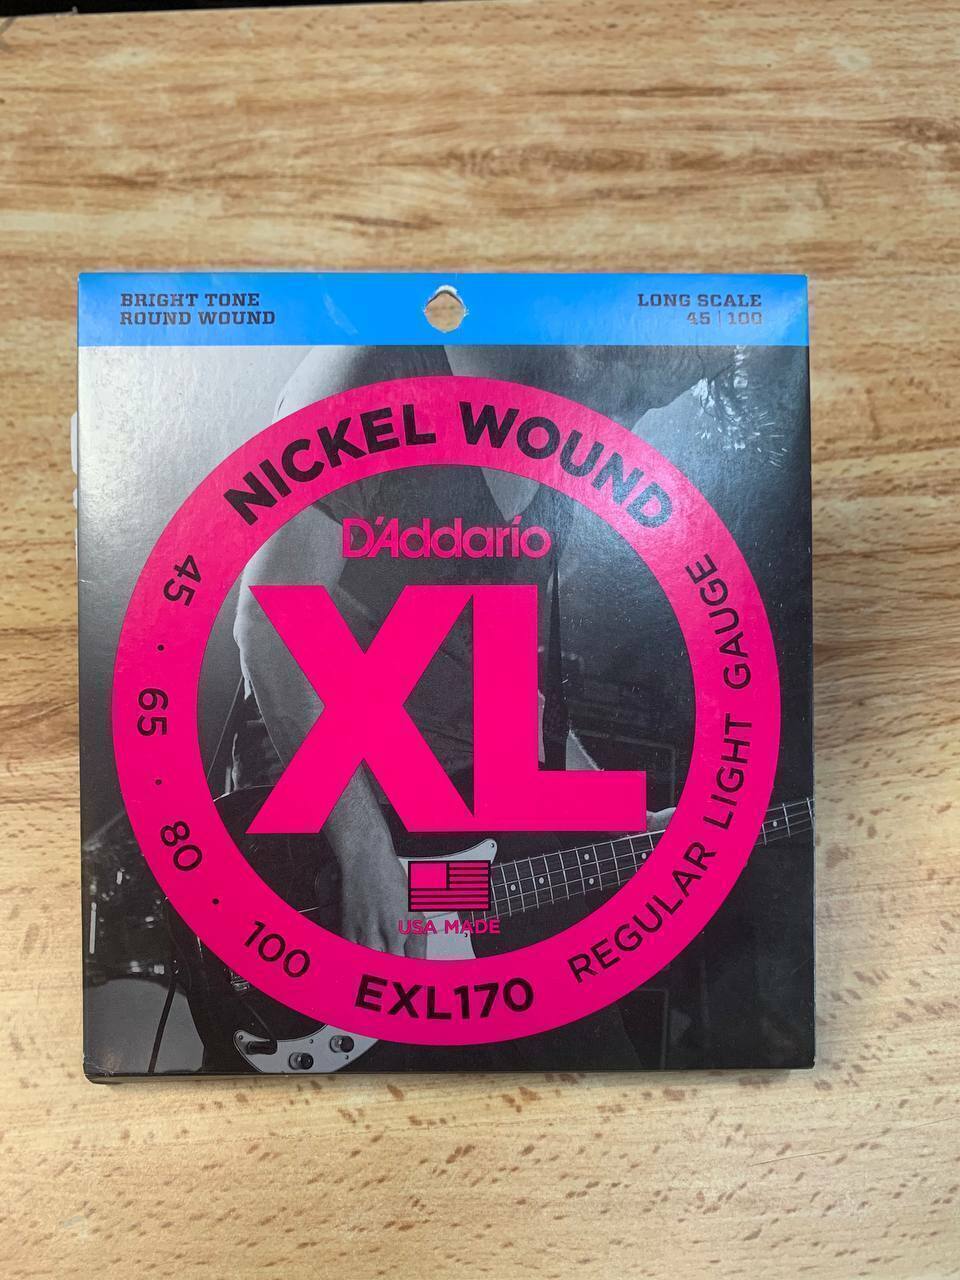 BRIGHT TONE
ROUND WOUND
LONG SCALE
45 | 100
NICKEL WOUND
D'Addario
XL
USA MADE
45 · 65 · 80 · 100
EXL170
REGULAR LIGHT GAUGE